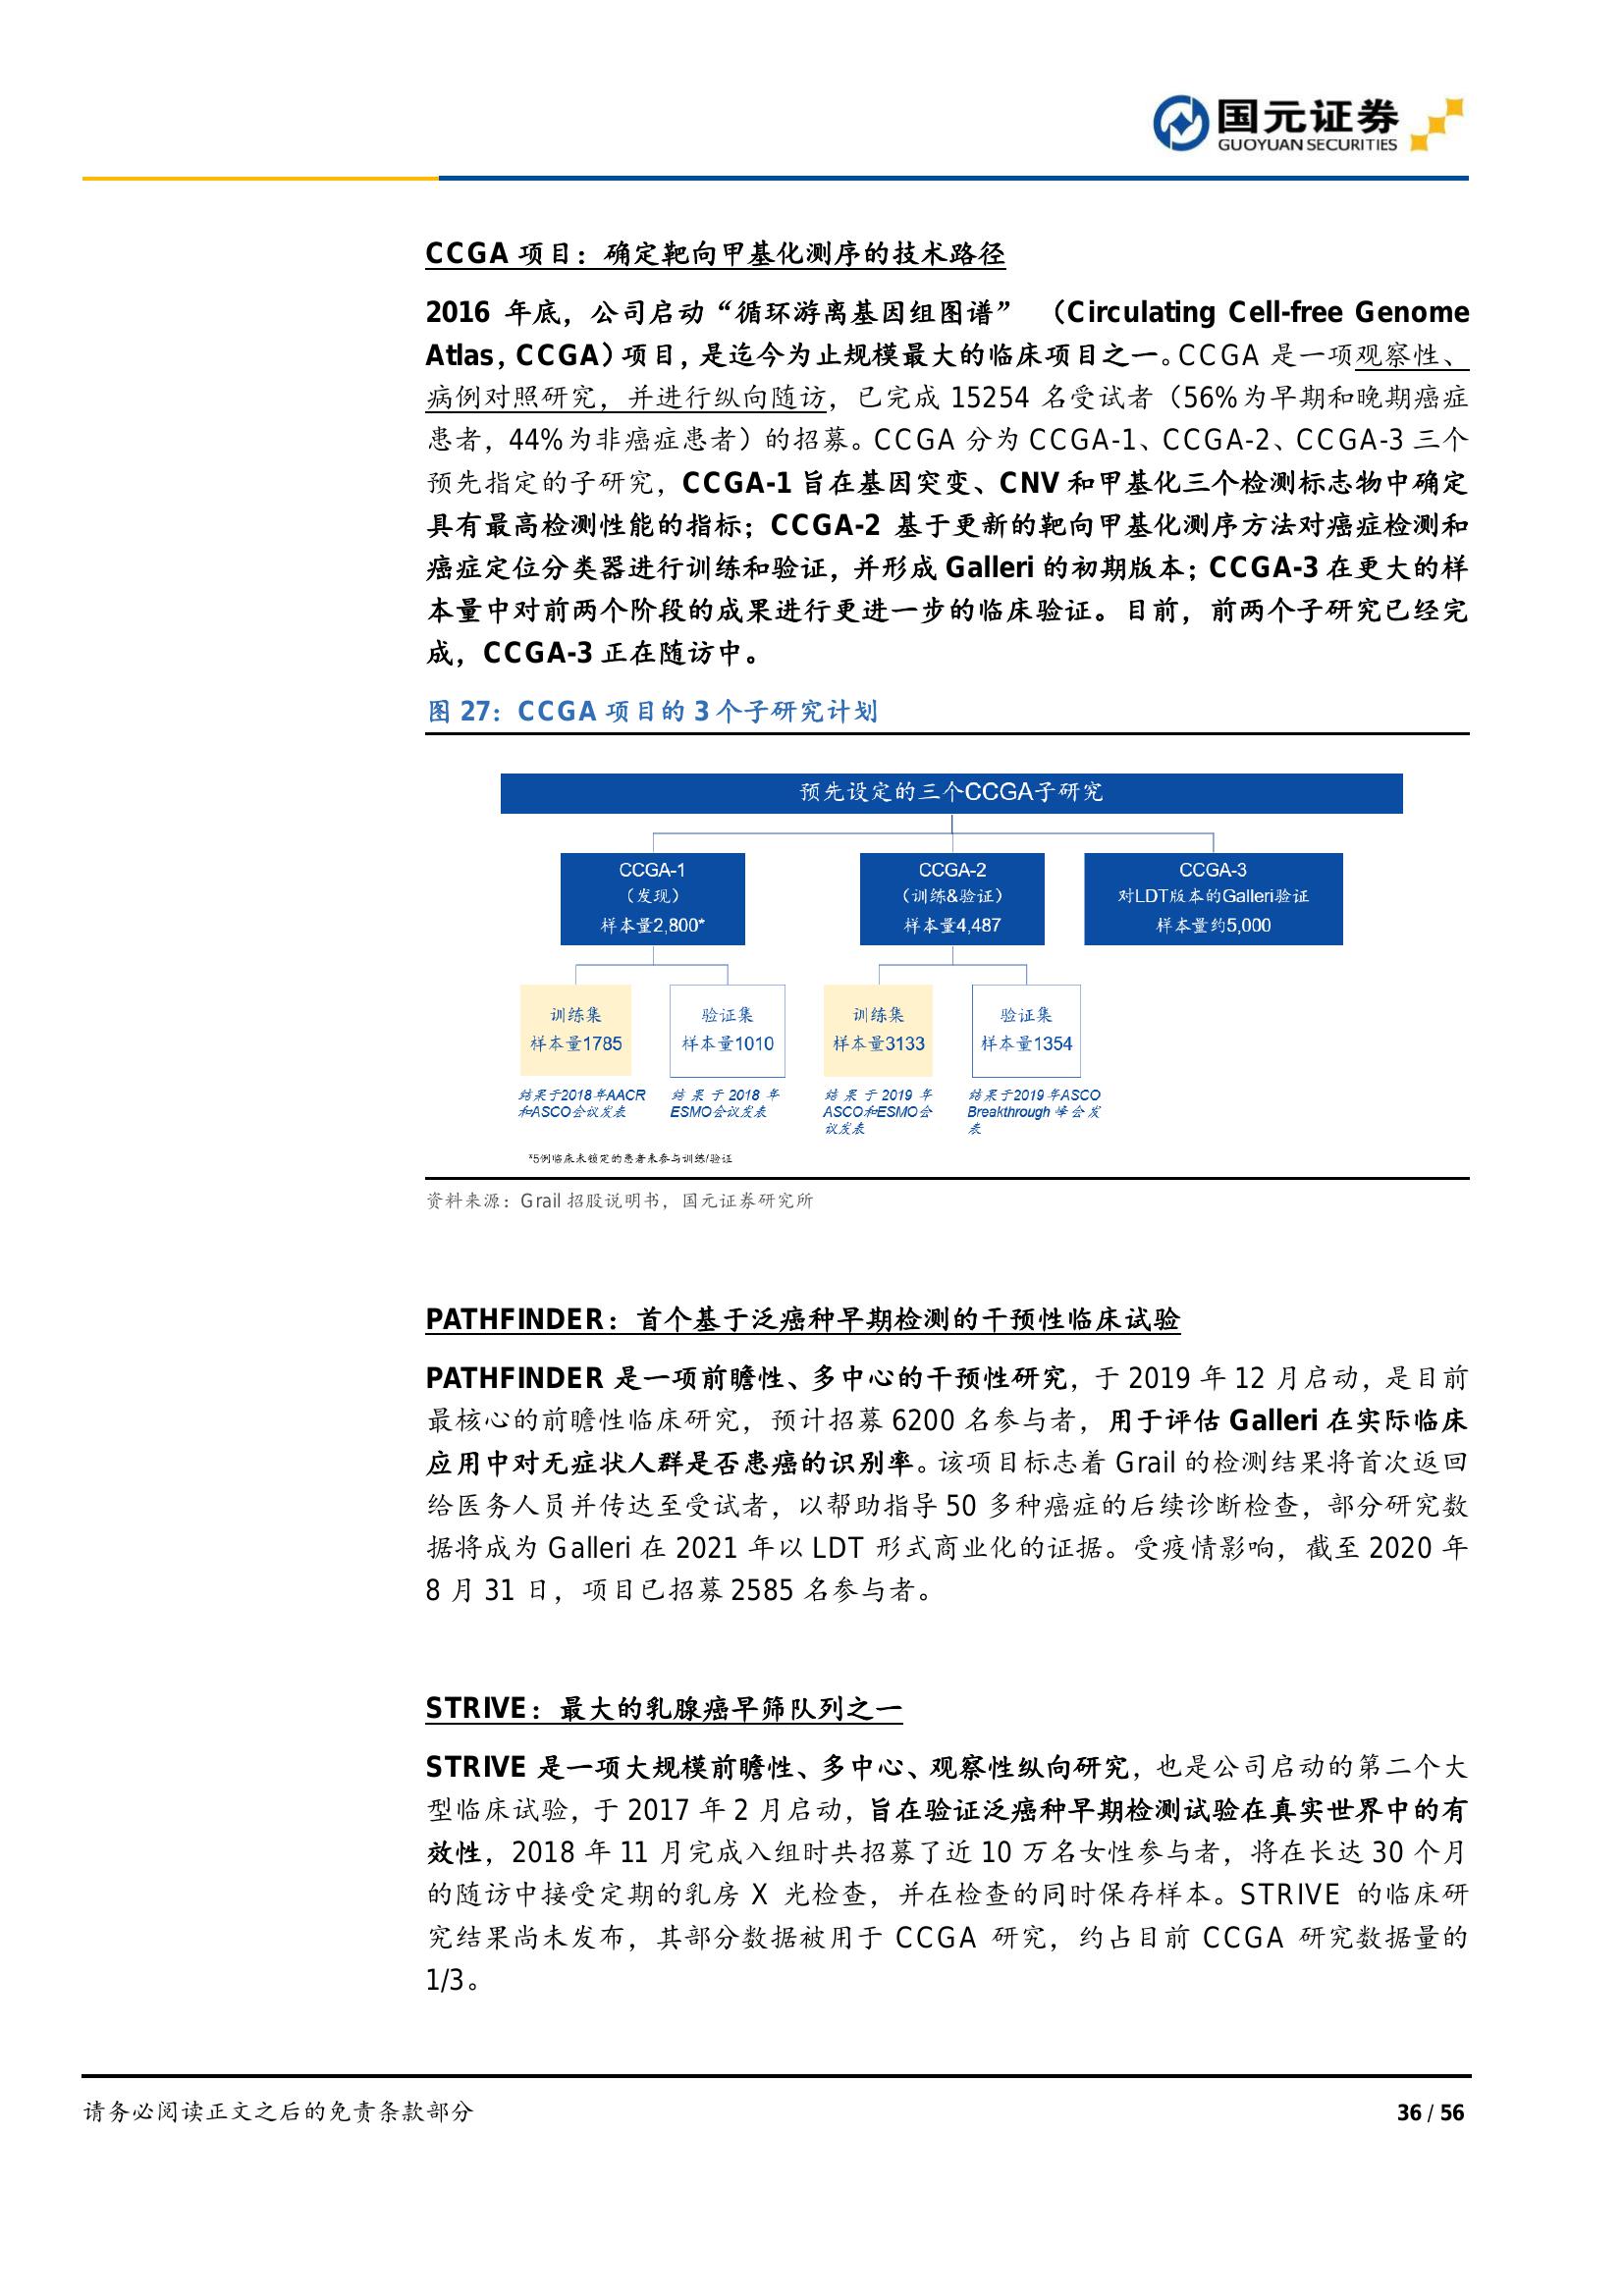 国元证券
GUOYUAN SECURITIES
CCGA 项目：确定靶向甲基化测序的技术路径
2016 年底，公司启动“循环游离基因组图谱” （Circulating Cell-free Genome
Atlas, CCGA）项目，是迄今为止规模最大的临床项目之一。CCGA 是一项观察性、
病例对照研究，并进行纵向随访，已完成 15254 名受试者（56%为早期和晚期癌症
患者，44%为非癌症患者）的招募。CCGA 分为 CCGA-1、CCGA-2、CCGA-3 三个
预先指定的子研究，CCGA-1 旨在基因突变、CNV 和甲基化三个检测标志物中确定
具有最高检测性能的指标；CCGA-2 基于更新的靶向甲基化测序方法对癌症检测和
癌症定位分类器进行训练和验证，并形成 Galleri 的初期版本；CCGA-3 在更大的样
本量中对前两个阶段的成果进行更进一步的临床验证。目前，前两个子研究已经完
成，CCGA-3 正在随访中。
图 27：CCGA 项目的 3 个子研究计划
预先设定的三个CCGA子研究
CCGA-1
（发现）
样本量2,800*
CCGA-2
（训练&验证）
样本量4,487
CCGA-3
对LDT版本的Galleri验证
样本量约5,000
训练集
样本量1785
验证集
样本量1010
训练集
样本量3133
验证集
样本量1354
结果于2018年AACR
和ASCO会议发表
结果于2018年
ESMO会议发表
结果于2019年
ASCO和ESMO会
议发表
结果于2019年ASCO
Breakthrough峰会发
表
*5例临床未锁定的患者未参与训练/验证
资料来源：Grail 招股说明书，国元证券研究所
PATHFINDER：首个基于泛癌种早期检测的干预性临床试验
PATHFINDER 是一项前瞻性、多中心的干预性研究，于 2019 年 12 月启动，是目前
最核心的前瞻性临床研究，预计招募 6200 名参与者，用于评估 Galleri 在实际临床
应用中对无症状人群是否患癌的识别率。该项目标志着 Grail 的检测结果将首次返回
给医务人员并传达至受试者，以帮助指导 50 多种癌症的后续诊断检查，部分研究数
据将成为 Galleri 在 2021 年以 LDT 形式商业化的证据。受疫情影响，截至 2020 年
8 月 31 日，项目已招募 2585 名参与者。
STRIVE：最大的乳腺癌早筛队列之一
STRIVE 是一项大规模前瞻性、多中心、观察性纵向研究，也是公司启动的第二个大
型临床试验，于 2017 年 2 月启动，旨在验证泛癌种早期检测试验在真实世界中的有
效性，2018 年 11 月完成入组时共招募了近 10 万名女性参与者，将在长达 30 个月
的随访中接受定期的乳房 X 光检查，并在检查的同时保存样本。STRIVE 的临床研
究结果尚未发布，其部分数据被用于 CCGA 研究，约占目前 CCGA 研究数据量的
1/3。
请务必阅读正文之后的免责条款部分
36 / 56